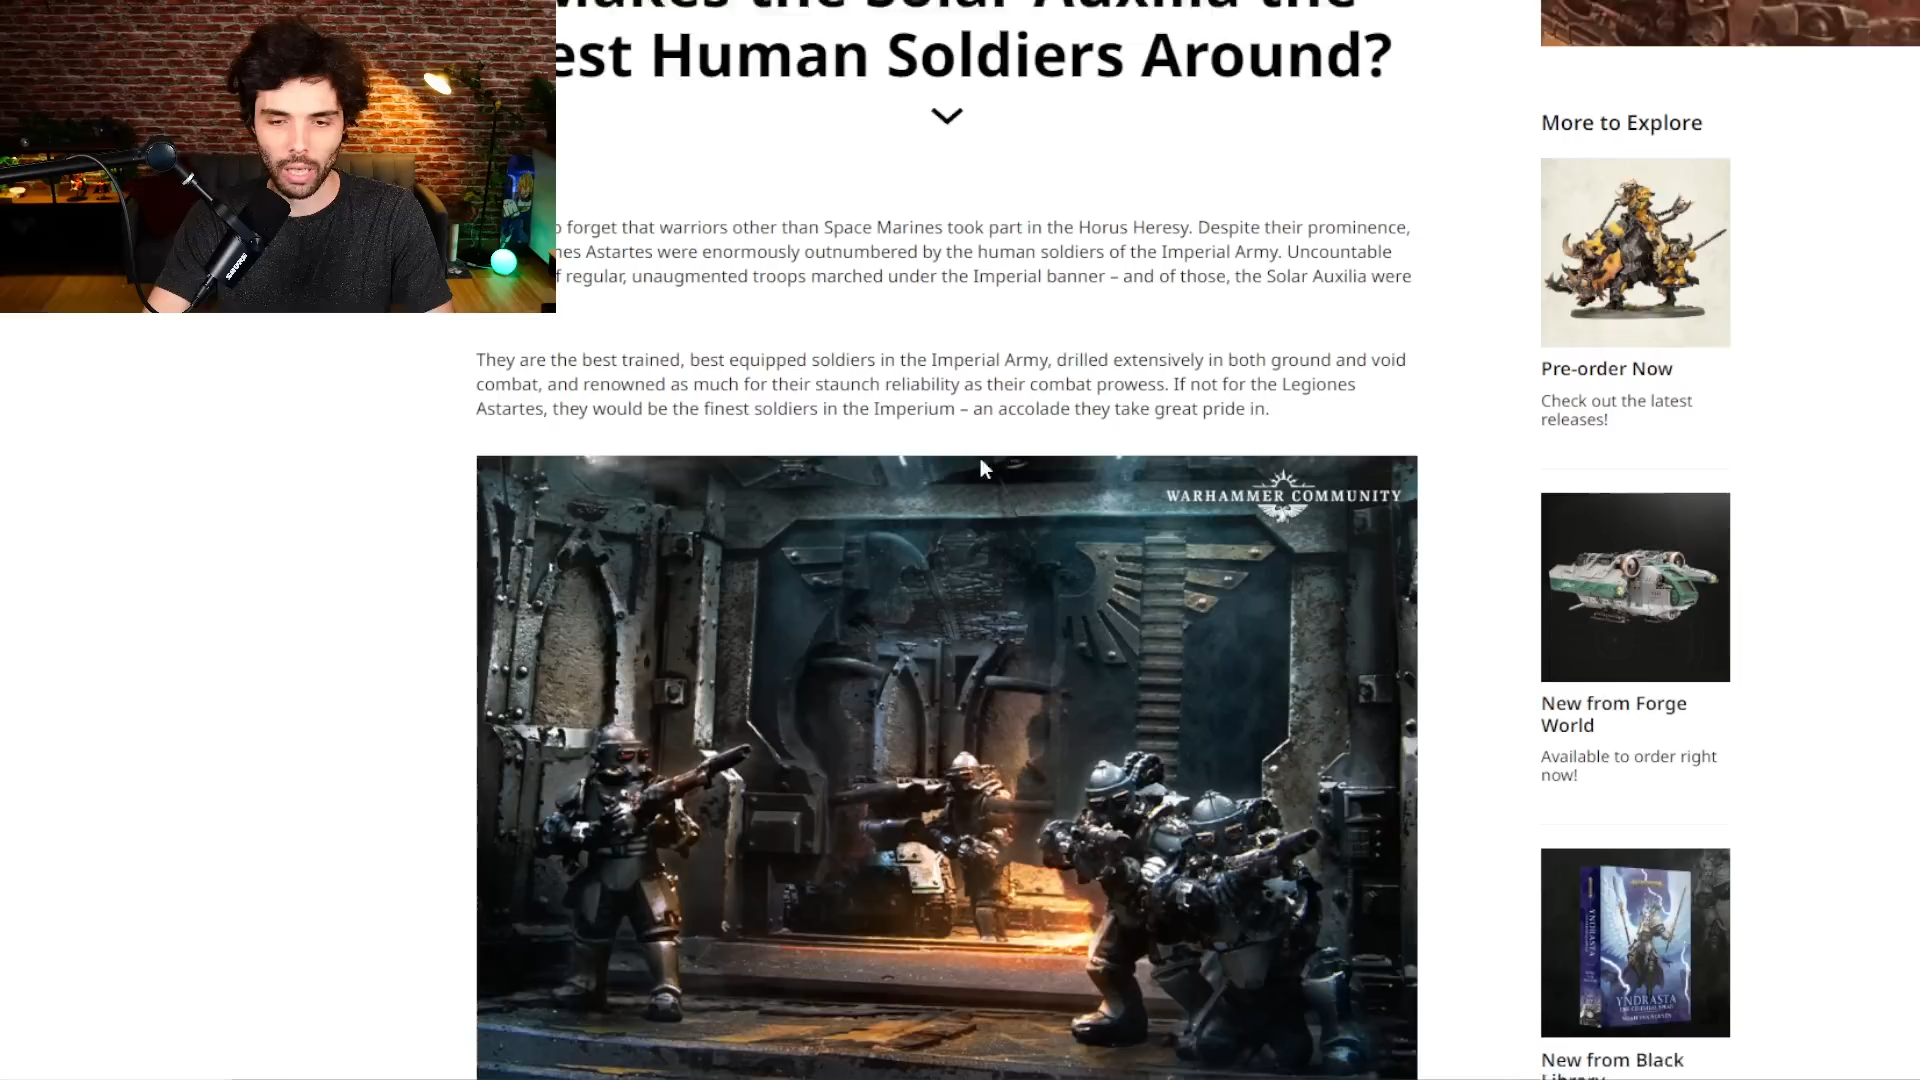 the Solar Auxilia the
est Human Soldiers Around?
forget that warriors other than Space Marines took part in the Horus Heresy. Despite their prominence,
nes Astartes were enormously outnumbered by the human soldiers of the Imperial Army. Uncountable
f regular, unaugmented troops marched under the Imperial banner – and of those, the Solar Auxilia were
They are the best trained, best equipped soldiers in the Imperial Army, drilled extensively in both ground and void
combat, and renowned as much for their staunch reliability as their combat prowess. If not for the Legiones
Astartes, they would be the finest soldiers in the Imperium – an accolade they take great pride in.
WARHAMMER COMMUNITY
SHURE
More to Explore
Pre-order Now
Check out the latest
releases!
New from Forge
World
Available to order right
now!
YNDRASTA
YNDRASTA
New from Black
Library